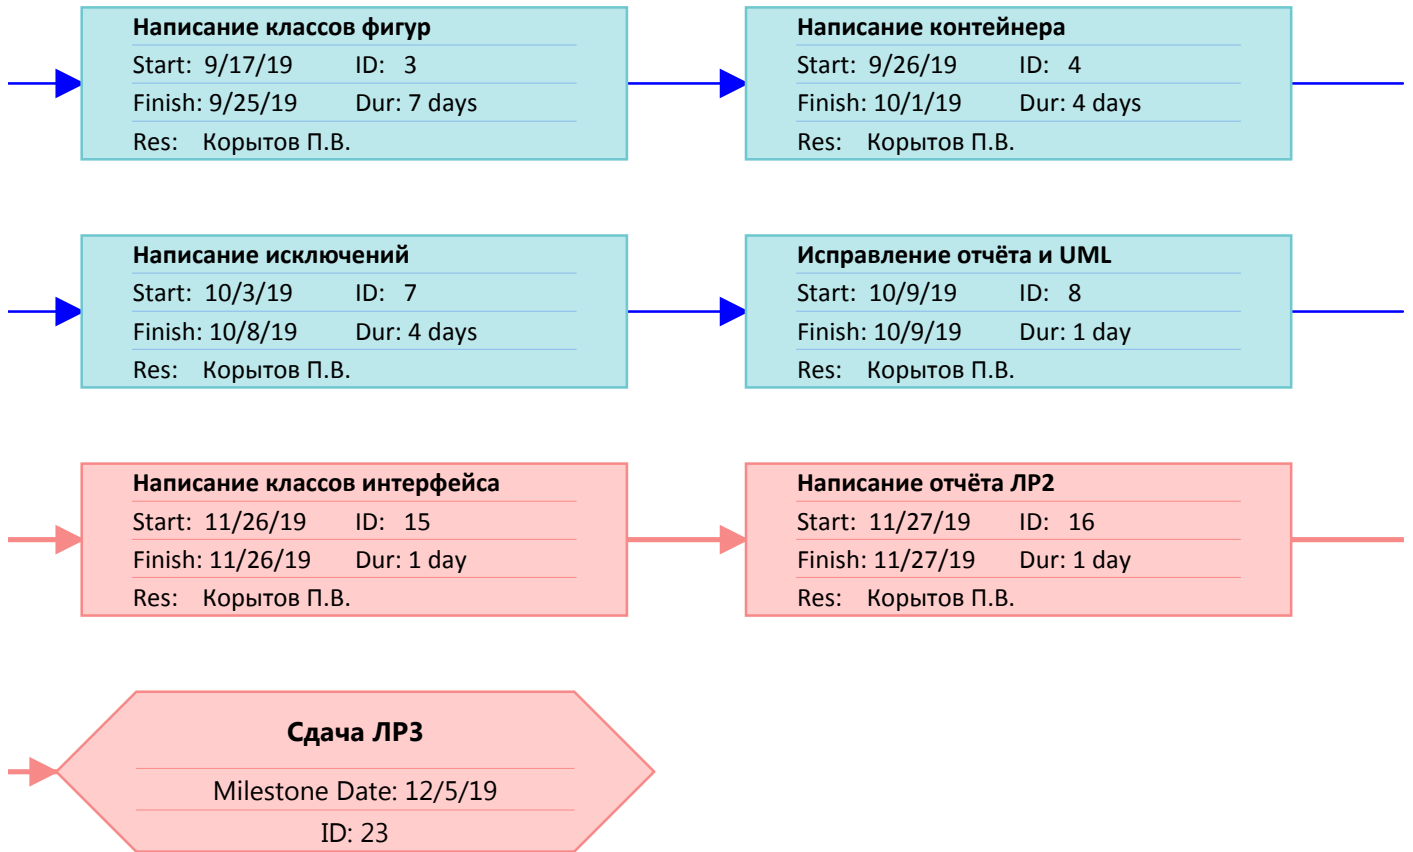 Написание классов фигур
Start: 9/17/19 ID: 3
Finish: 9/25/19 Dur: 7 days
Res: Корытов П.В.
Написание контейнера
Start: 9/26/19 ID: 4
Finish: 10/1/19 Dur: 4 days
Res: Корытов П.В.
Написание исключений
Start: 10/3/19 ID: 7
Finish: 10/8/19 Dur: 4 days
Res: Корытов П.В.
Исправление отчёта и UML
Start: 10/9/19 ID: 8
Finish: 10/9/19 Dur: 1 day
Res: Корытов П.В.
Написание классов интерфейса
Start: 11/26/19 ID: 15
Finish: 11/26/19 Dur: 1 day
Res: Корытов П.В.
Написание отчёта ЛР2
Start: 11/27/19 ID: 16
Finish: 11/27/19 Dur: 1 day
Res: Корытов П.В.
Сдача ЛР3
Milestone Date: 12/5/19
ID: 23